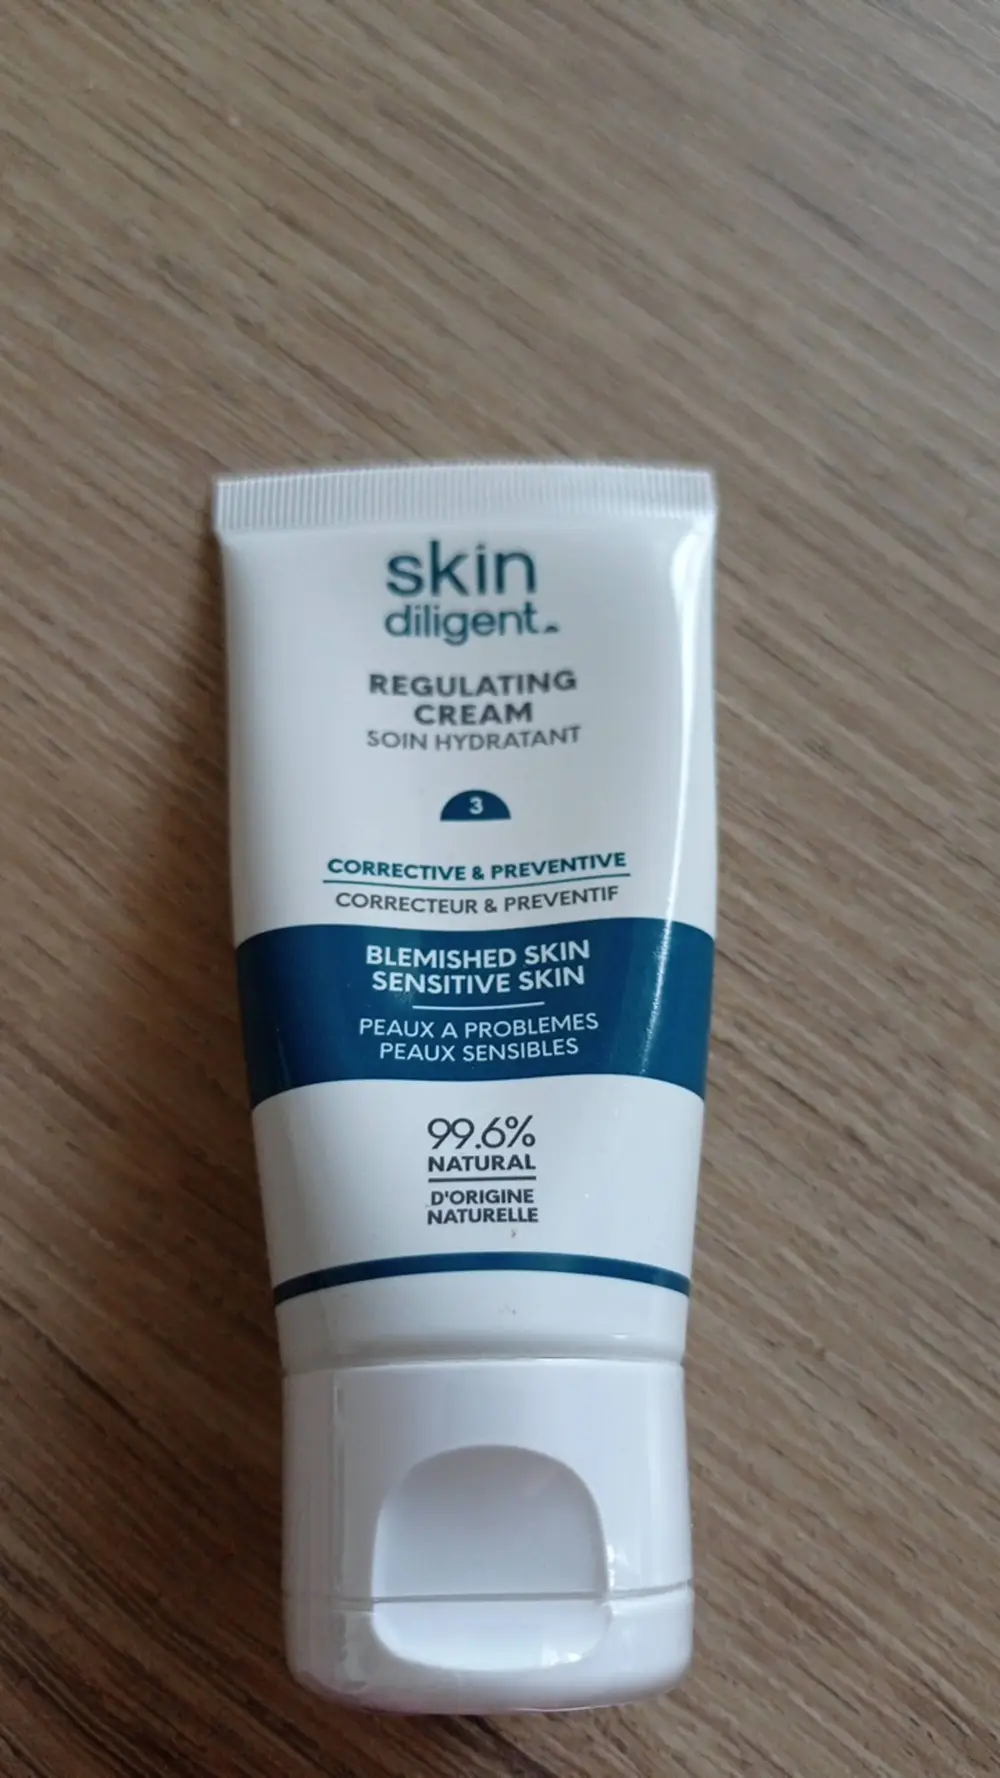 skin
diligent
REGULATING
CREAM
SOIN HYDRATANT
3
CORRECTIVE & PREVENTIVE
CORRECTEUR & PREVENTIF
BLEMISHED SKIN
SENSITIVE SKIN
PEAUX A PROBLEMES
PEAUX SENSIBLES
99.6%
NATURAL
D'ORIGINE
NATURELLE